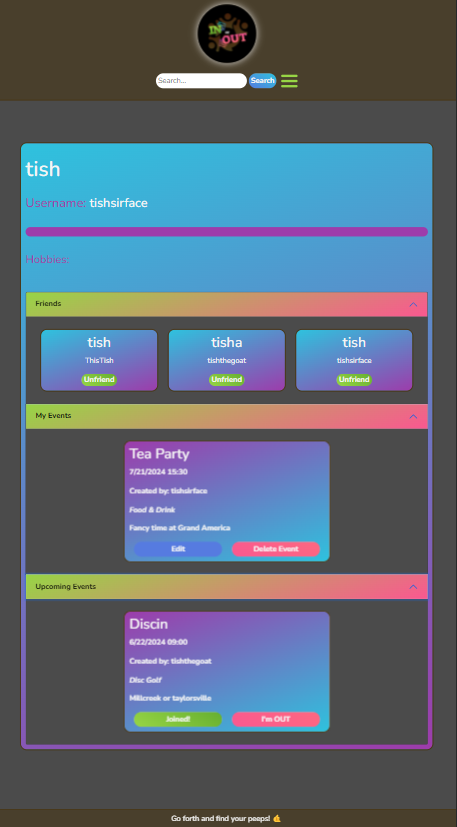 IN
OUT
Search...
Search
tish
Username: tishsirface
Hobbies:
Friends
tish
ThisTish
Unfriend
tisha
tishthegoat
Unfriend
tish
tishsirface
Unfriend
My Events
Tea Party
7/21/2024 15:30
Created by: tishsirface
Food & Drink
Fancy time at Grand America
Edit
Delete Event
Upcoming Events
Discin
6/22/2024 09:00
Created by: tishthegoat
Disc Golf
Millcreek or taylorsville
Joined!
I'm OUT
Go forth and find your peeps! 🤙